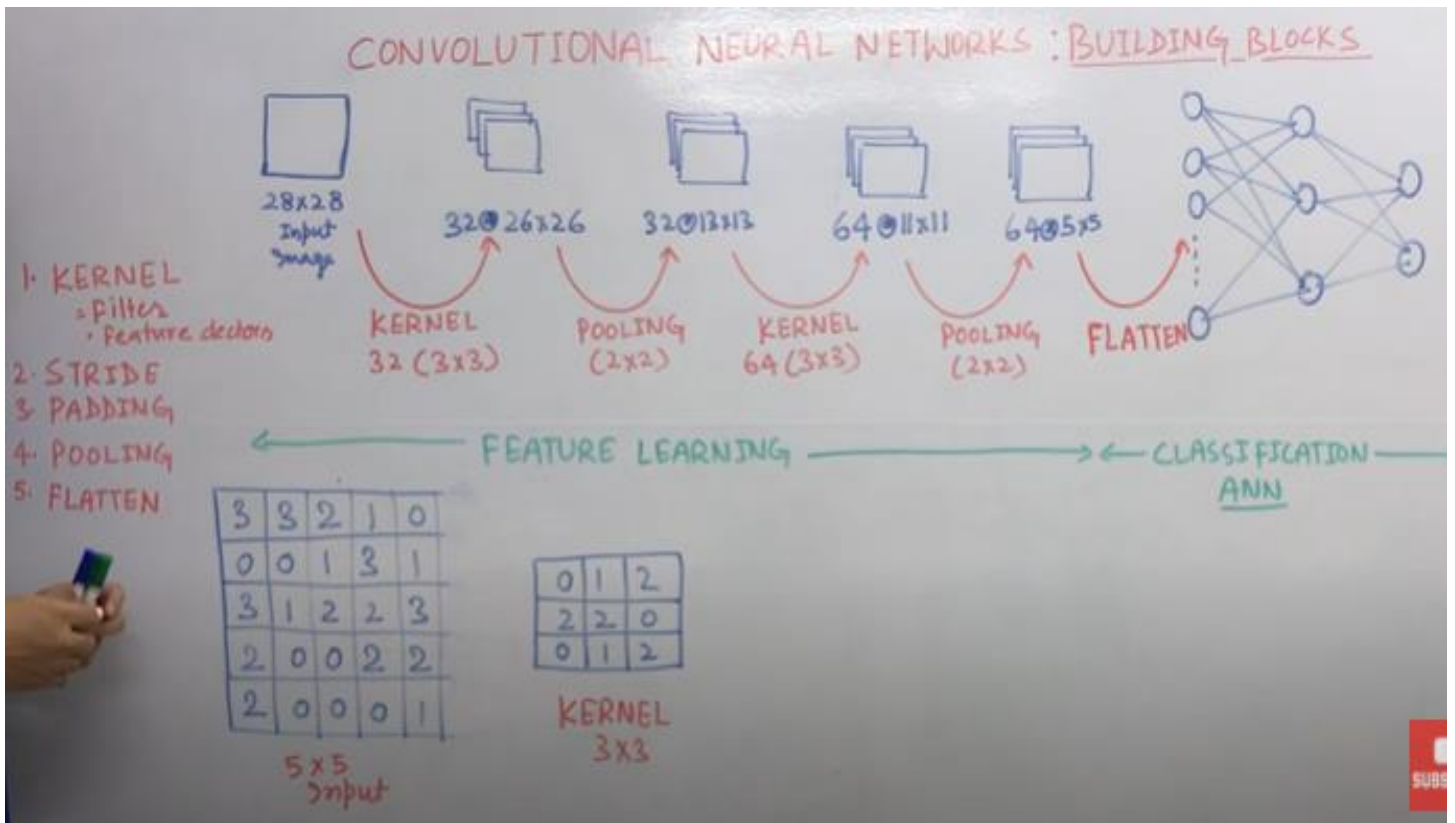 CONVOLUTIONAL NEURAL NETWORKS : BUILDING BLOCKS
28x28
Input
Image
32@26x26
32@13x13
64@11x11
64@5x5
KERNEL
32 (3x3)
POOLING
(2x2)
KERNEL
64 (3x3)
POOLING
(2x2)
FLATTEN
1. KERNEL
• Filter
• Feature dectors
2. STRIDE
3. PADDING
4. POOLING
5. FLATTEN
FEATURE LEARNING
CLASSIFICATION
ANN
3 3 2 1 0
0 0 1 3 1
3 1 2 2 3
2 0 0 2 2
2 0 0 0 1
5x5
Input
0 1 2
2 2 0
0 1 2
KERNEL
3x3
SUBS